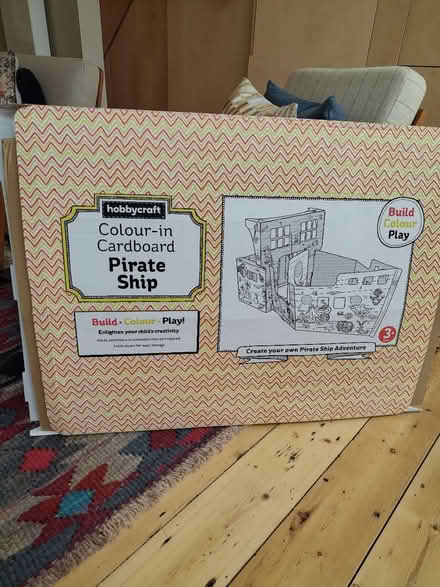 hobbycraft
Colour-in
Cardboard
Pirate
Ship
Build • Colour • Play!
Enlighten your child's creativity
Build
Colour
Play
3+
Create your own Pirate Ship Adventure